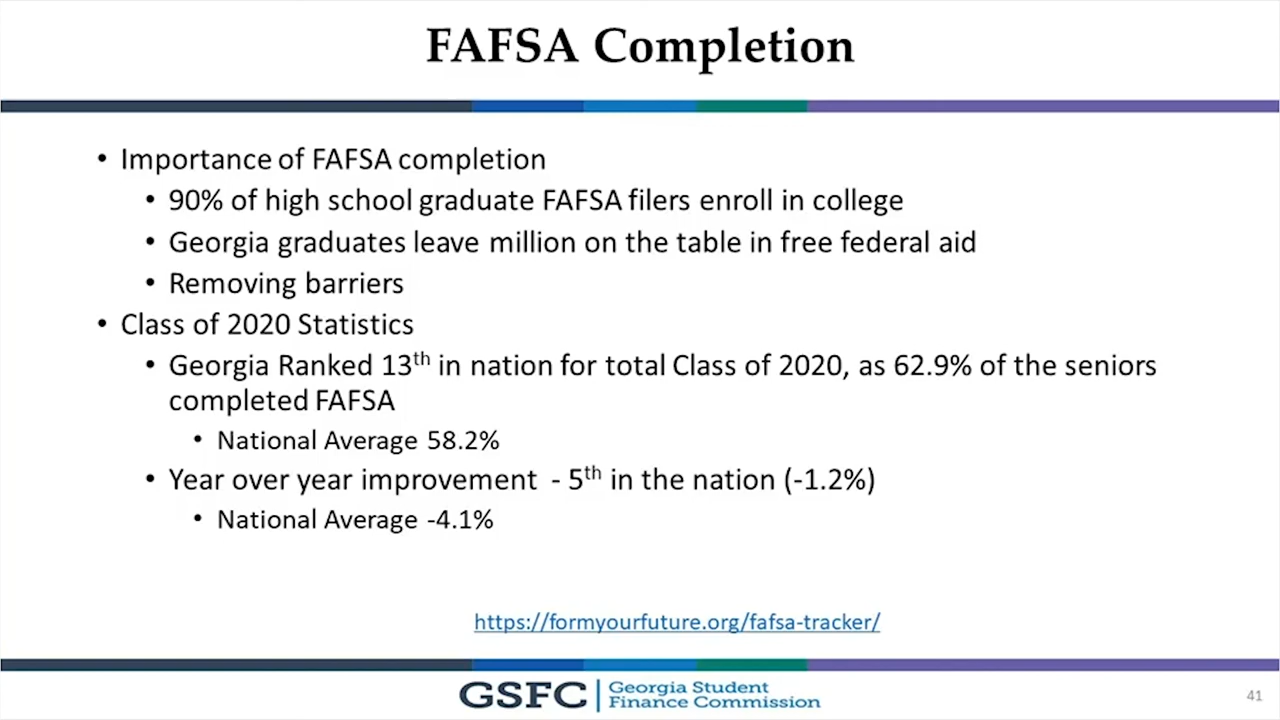 FAFSA Completion
• Importance of FAFSA completion
• 90% of high school graduate FAFSA filers enroll in college
• Georgia graduates leave million on the table in free federal aid
• Removing barriers
• Class of 2020 Statistics
• Georgia Ranked 13th in nation for total Class of 2020, as 62.9% of the seniors
completed FAFSA
• National Average 58.2%
• Year over year improvement - 5th in the nation (-1.2%)
• National Average -4.1%
https://formyourfuture.org/fafsa-tracker/
GSFC | Georgia Student
Finance Commission
41